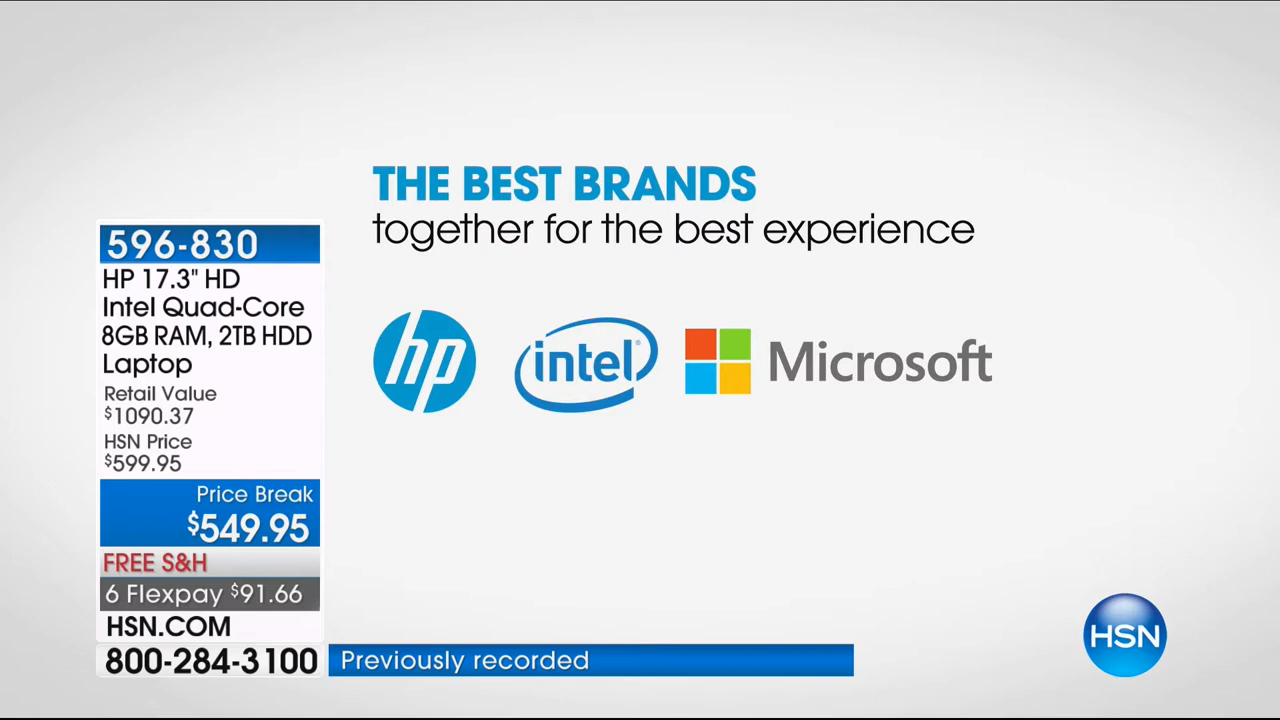 THE BEST BRANDS
together for the best experience
hp
intel®
Microsoft
596-830
HP 17.3" HD
Intel Quad-Core
8GB RAM, 2TB HDD
Laptop
Retail Value
$1090.37
HSN Price
$599.95
Price Break
$549.95
FREE S&H
6 Flexpay $91.66
HSN.COM
800-284-3100
Previously recorded
HSN